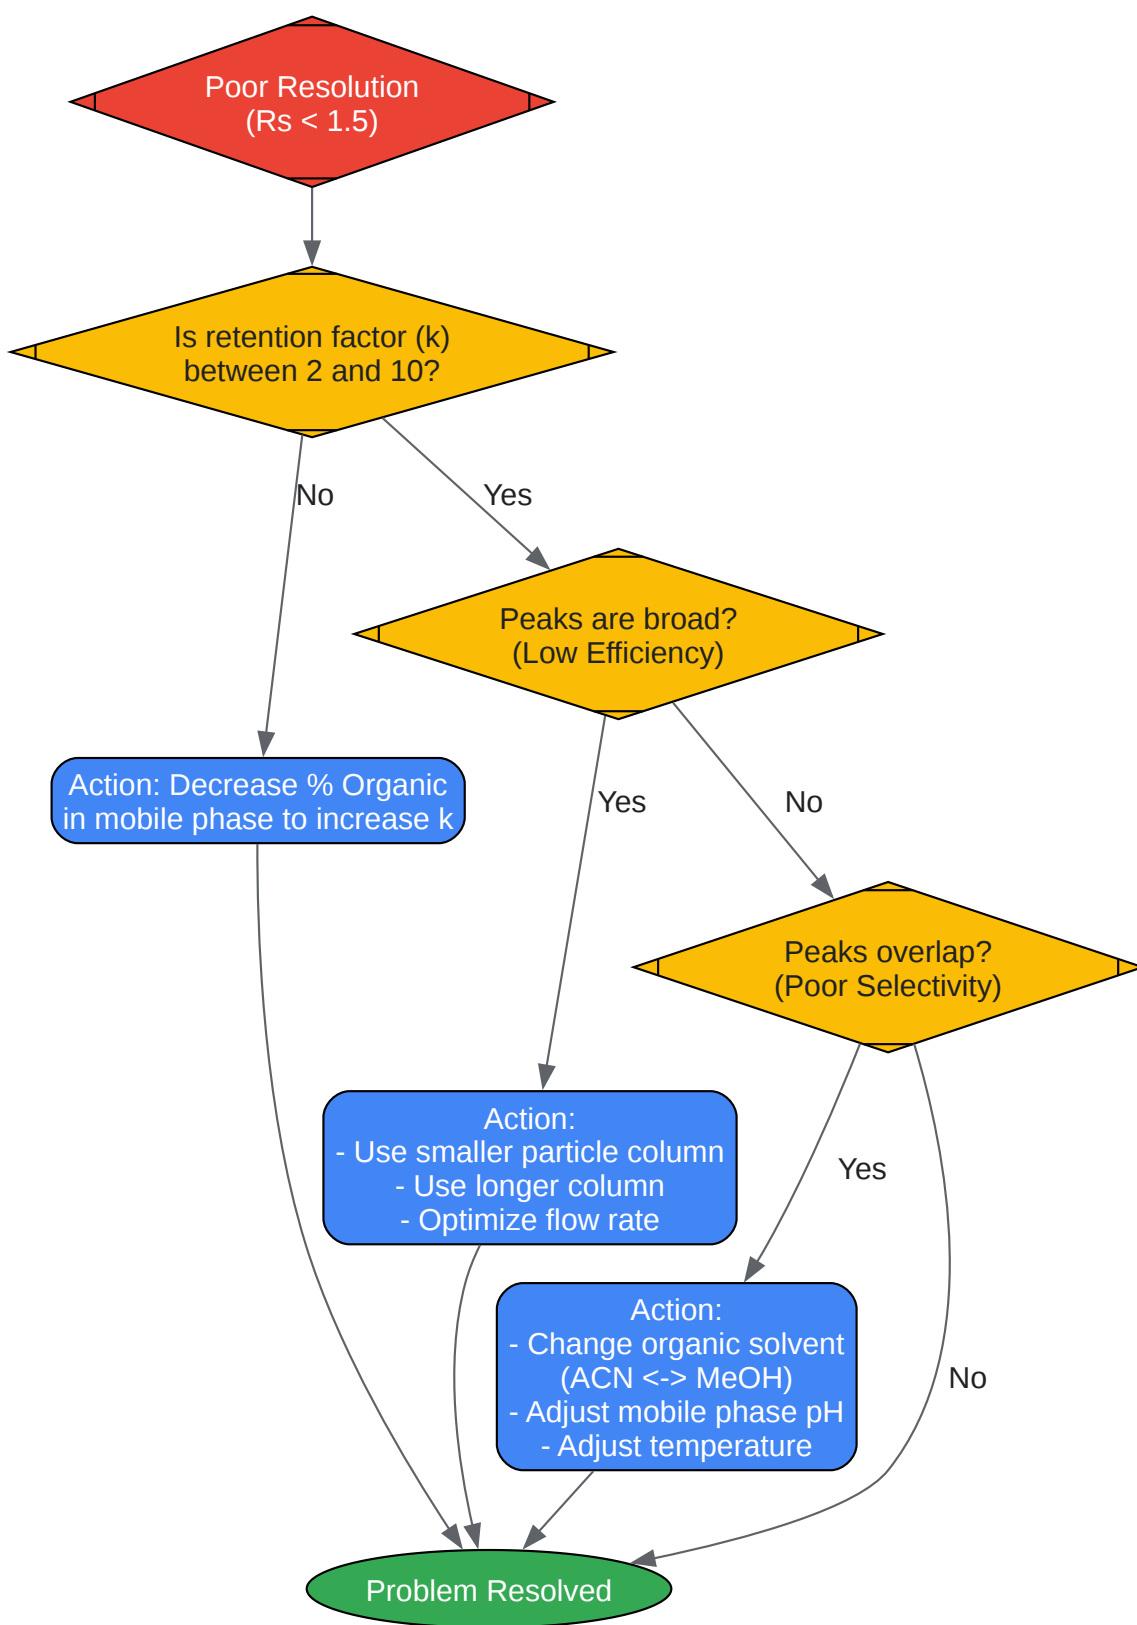 Poor Resolution
(Rs < 1.5)
Is retention factor (k)
between 2 and 10?
No
Yes
Peaks are broad?
(Low Efficiency)
Action: Decrease % Organic
in mobile phase to increase k
Yes
No
Peaks overlap?
(Poor Selectivity)
Action:
- Use smaller particle column
- Use longer column
- Optimize flow rate
Yes
Action:
- Change organic solvent
(ACN <-> MeOH)
- Adjust mobile phase pH
- Adjust temperature
No
Problem Resolved